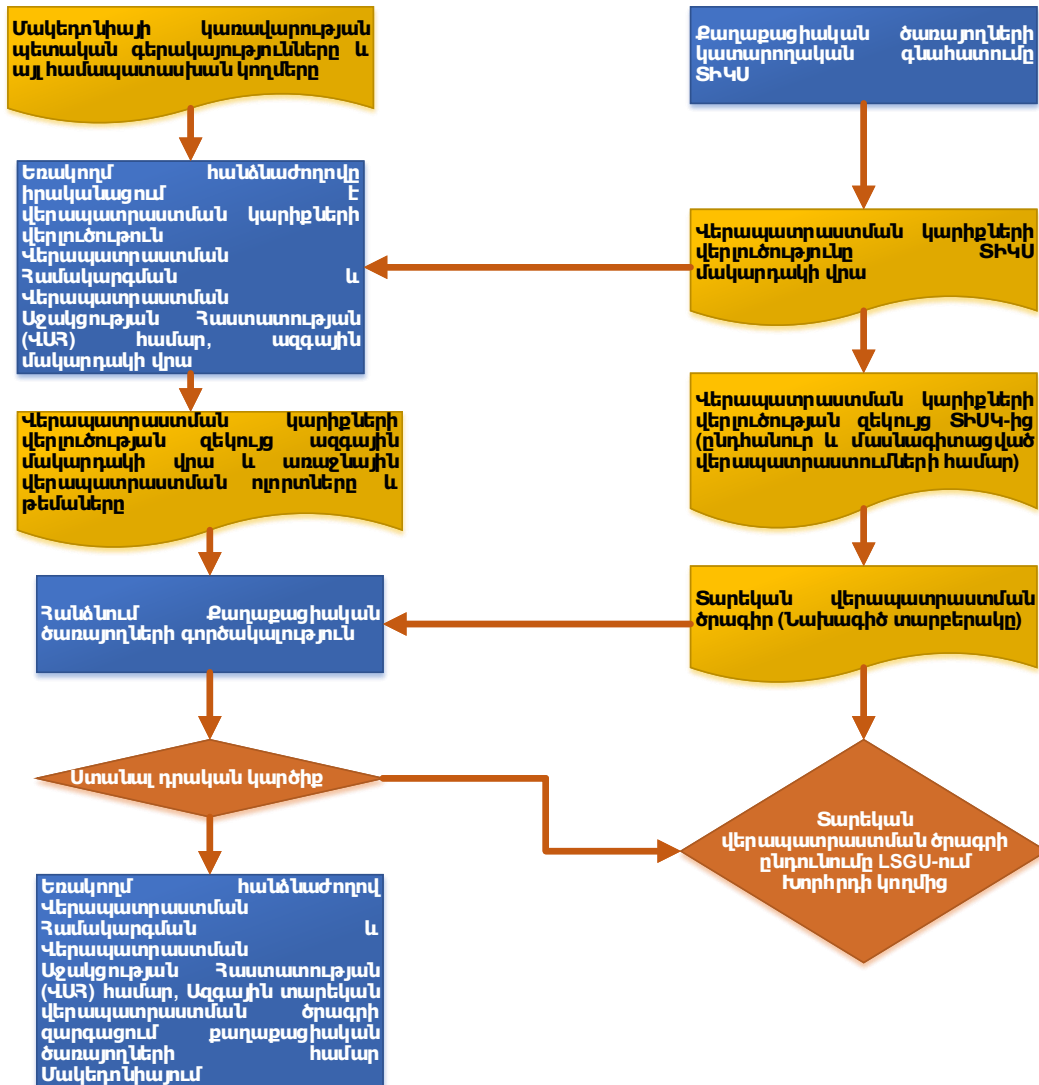 Մակեդոնիայի կառավարության
պետական գերակայությունները և
այլ համապատասխան կողմերը
Եռակողմ հանձնաժողովը
իրականացում է
վերապատրաստման կարիքների
վերլուծութուն
Վերապատրաստման
Համակարգման և
Վերապատրաստման
Աջակցության Հաստատության
(ՎԱՀ) համար, ազգային
մակարդակի վրա
Վերապատրաստման կարիքների
վերլուծության զեկույց ազգային
մակարդակի վրա և առաջնային
վերապատրաստման ոլորտները և
թեմաները
Հանձնում Քաղաքացիական
ծառայողների գործակալություն
Ստանալ դրական կարծիք
Եռակողմ հանձնաժողով
Վերապատրաստման
Համակարգման և
Վերապատրաստման
Աջակցության Հաստատության
(ՎԱՀ) համար, Ազգային տարեկան
վերապատրաստման ծրագրի
զարգացում քաղաքացիական
ծառայողների համար
Մակեդոնիայում
Քաղաքացիական ծառայողների
կատարողական գնահատումը
ՏԻԿՍ
Վերապատրաստման կարիքների
վերլուծությունը ՏԻԿՍ
մակարդակի վրա
Վերապատրաստման կարիքների
վերլուծության զեկույց ՏԻՍԿ-ից
(ընդհանուր և մասնագիտացված
վերապատրաստումների համար)
Տարեկան վերապատրաստման
ծրագիր (Նախագիծ տարբերակը)
Տարեկան
վերապատրաստման ծրագրի
ընդունումը LSGU-ում
Խորհրդի կողմից